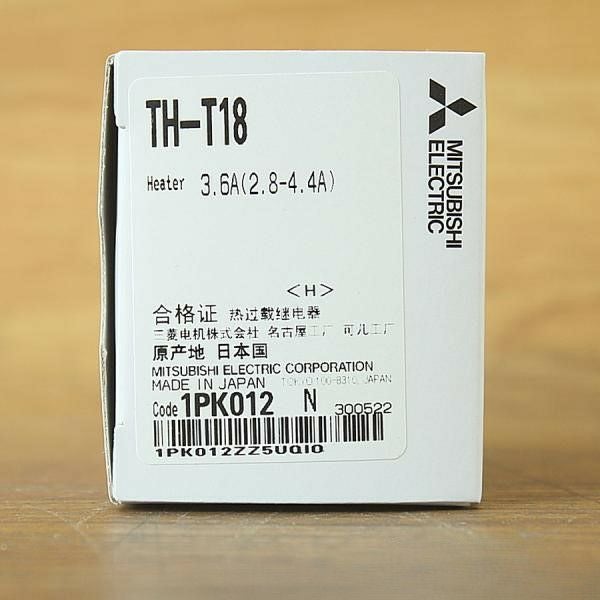 TH-T18
Heater 3.6A(2.8-4.4A)
<H>
合格证 热过载继电器
三菱电机株式会社 名古屋工厂 可儿工厂
原产地 日本国
MITSUBISHI ELECTRIC CORPORATION
MADE IN JAPAN TOKYO 100-8310, JAPAN
Code 1PK012 N 300522
1PK012ZZ5UQIQ
MITSUBISHI
ELECTRIC